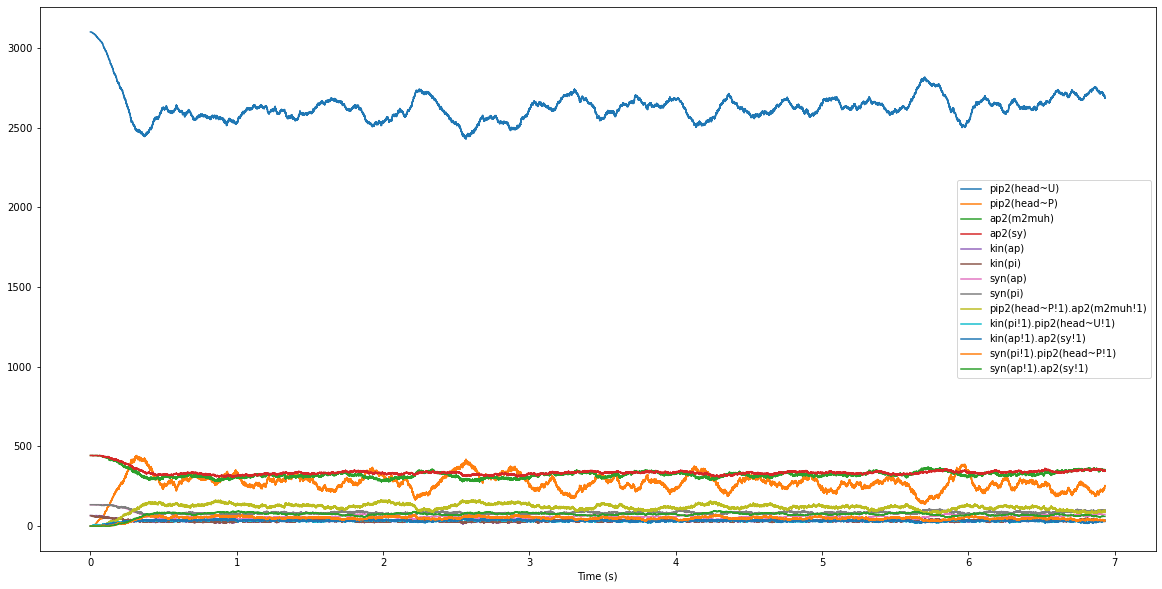 3000
2500
2000
1500
1000
500
0
pip2(head~U)
pip2(head~P)
ap2(m2muh)
ap2(sy)
kin(ap)
kin(pi)
syn(ap)
syn(pi)
pip2(head~P!1).ap2(m2muh!1)
kin(pi!1).pip2(head~U!1)
kin(ap!1).ap2(sy!1)
syn(pi!1).pip2(head~P!1)
syn(ap!1).ap2(sy!1)
0 1 2 3 4 5 6 7
Time (s)